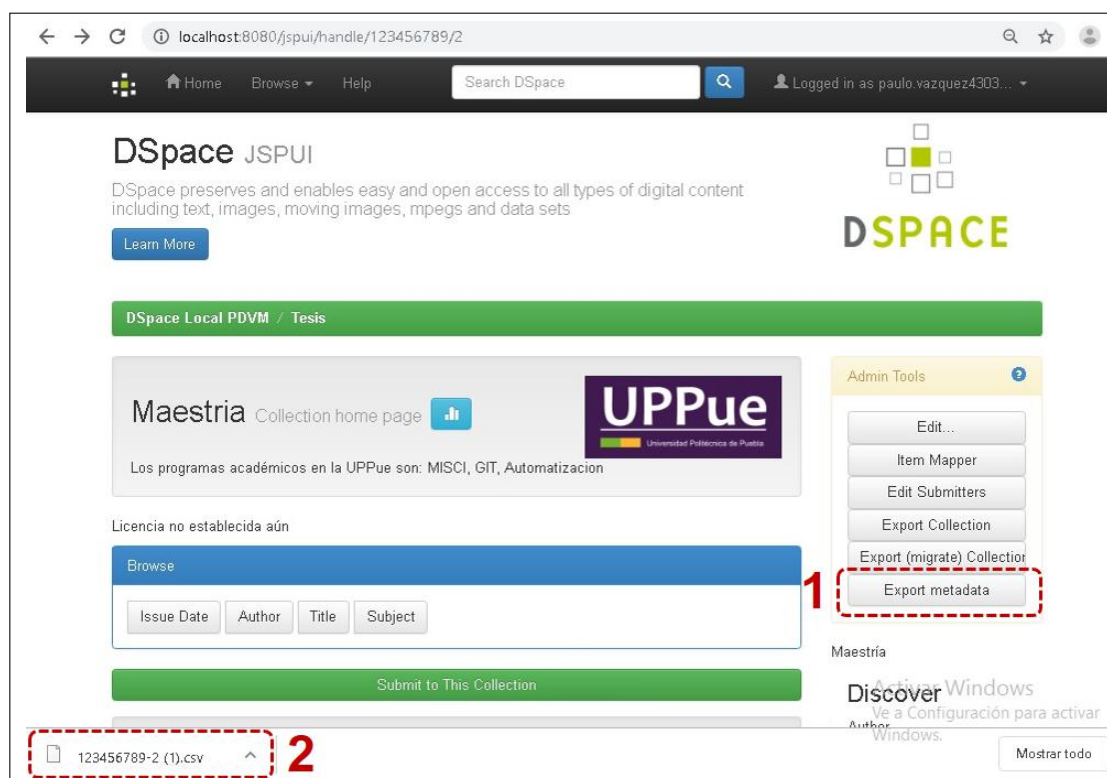 localhost:8080/jspui/handle/123456789/2
Home Browse Help Search DSpace Logged in as paulo.vazquez4303...
DSpace JSPUI
DSpace preserves and enables easy and open access to all types of digital content
including text, images, moving images, mpegs and data sets
Learn More
DSPACE
DSpace Local PDVM / Tesis
Maestria Collection home page
UPPue
Universidad Politécnica de Puebla
Los programas académicos en la UPPue son: MISCI, GIT, Automatizacion
Licencia no establecida aún
Browse
Issue Date Author Title Subject
Submit to This Collection
Admin Tools
Edit...
Item Mapper
Edit Submitters
Export Collection
Export (migrate) Collection
1
Export metadata
Maestría
Discover
Author
Activar Windows
Ve a Configuración para activar
Windows.
123456789-2 (1).csv
2
Mostrar todo